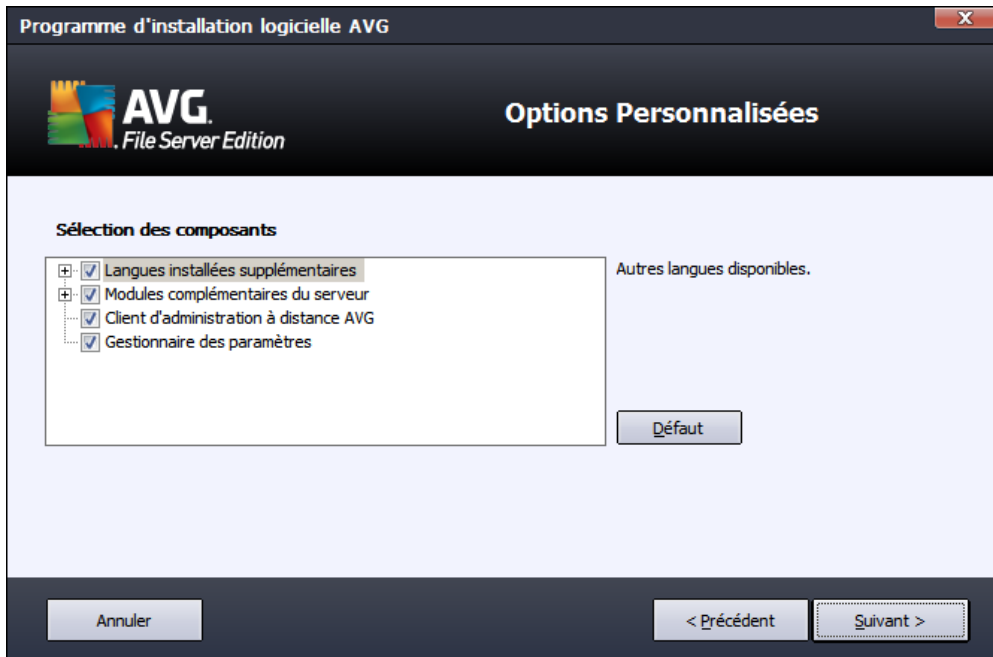 Programme d'installation logicielle AVG
AVG.
File Server Edition
Options Personnalisées
Sélection des composants
Langues installées supplémentaires
Modules complémentaires du serveur
Client d'administration à distance AVG
Gestionnaire des paramètres
Autres langues disponibles.
Défaut
Annuler
< Précédent
Suivant >